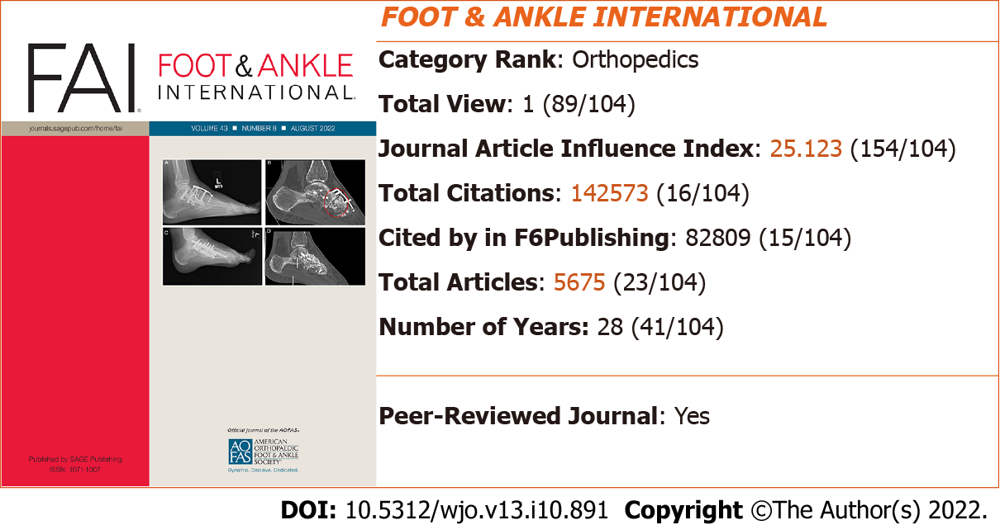 FOOT & ANKLE INTERNATIONAL
FAI®
FOOT & ANKLE
INTERNATIONAL
journals.sagepub.com/home/fai
VOLUME 43 ■ NUMBER 8 ■ AUGUST 2022
A
L
B
C
D
Official Journal of the AOFAS®
AO
FAS
AMERICAN
ORTHOPAEDIC
FOOT & ANKLE
SOCIETY
Dynamic. Decisive. Dedicated.
Published by SAGE Publishing
ISSN: 1071-1007
Category Rank: Orthopedics
Total View: 1 (89/104)
Journal Article Influence Index: 25.123 (154/104)
Total Citations: 142573 (16/104)
Cited by in F6Publishing: 82809 (15/104)
Total Articles: 5675 (23/104)
Number of Years: 28 (41/104)
Peer-Reviewed Journal: Yes
DOI: 10.5312/wjo.v13.i10.891 Copyright ©The Author(s) 2022.